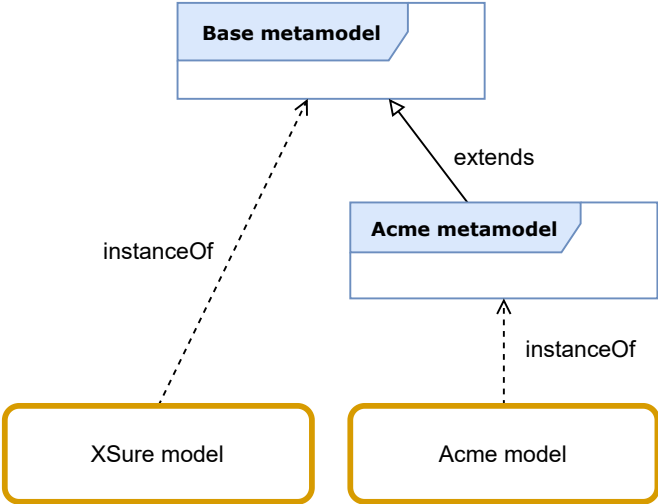 Base metamodel
extends
Acme metamodel
instanceOf
instanceOf
XSure model
Acme model